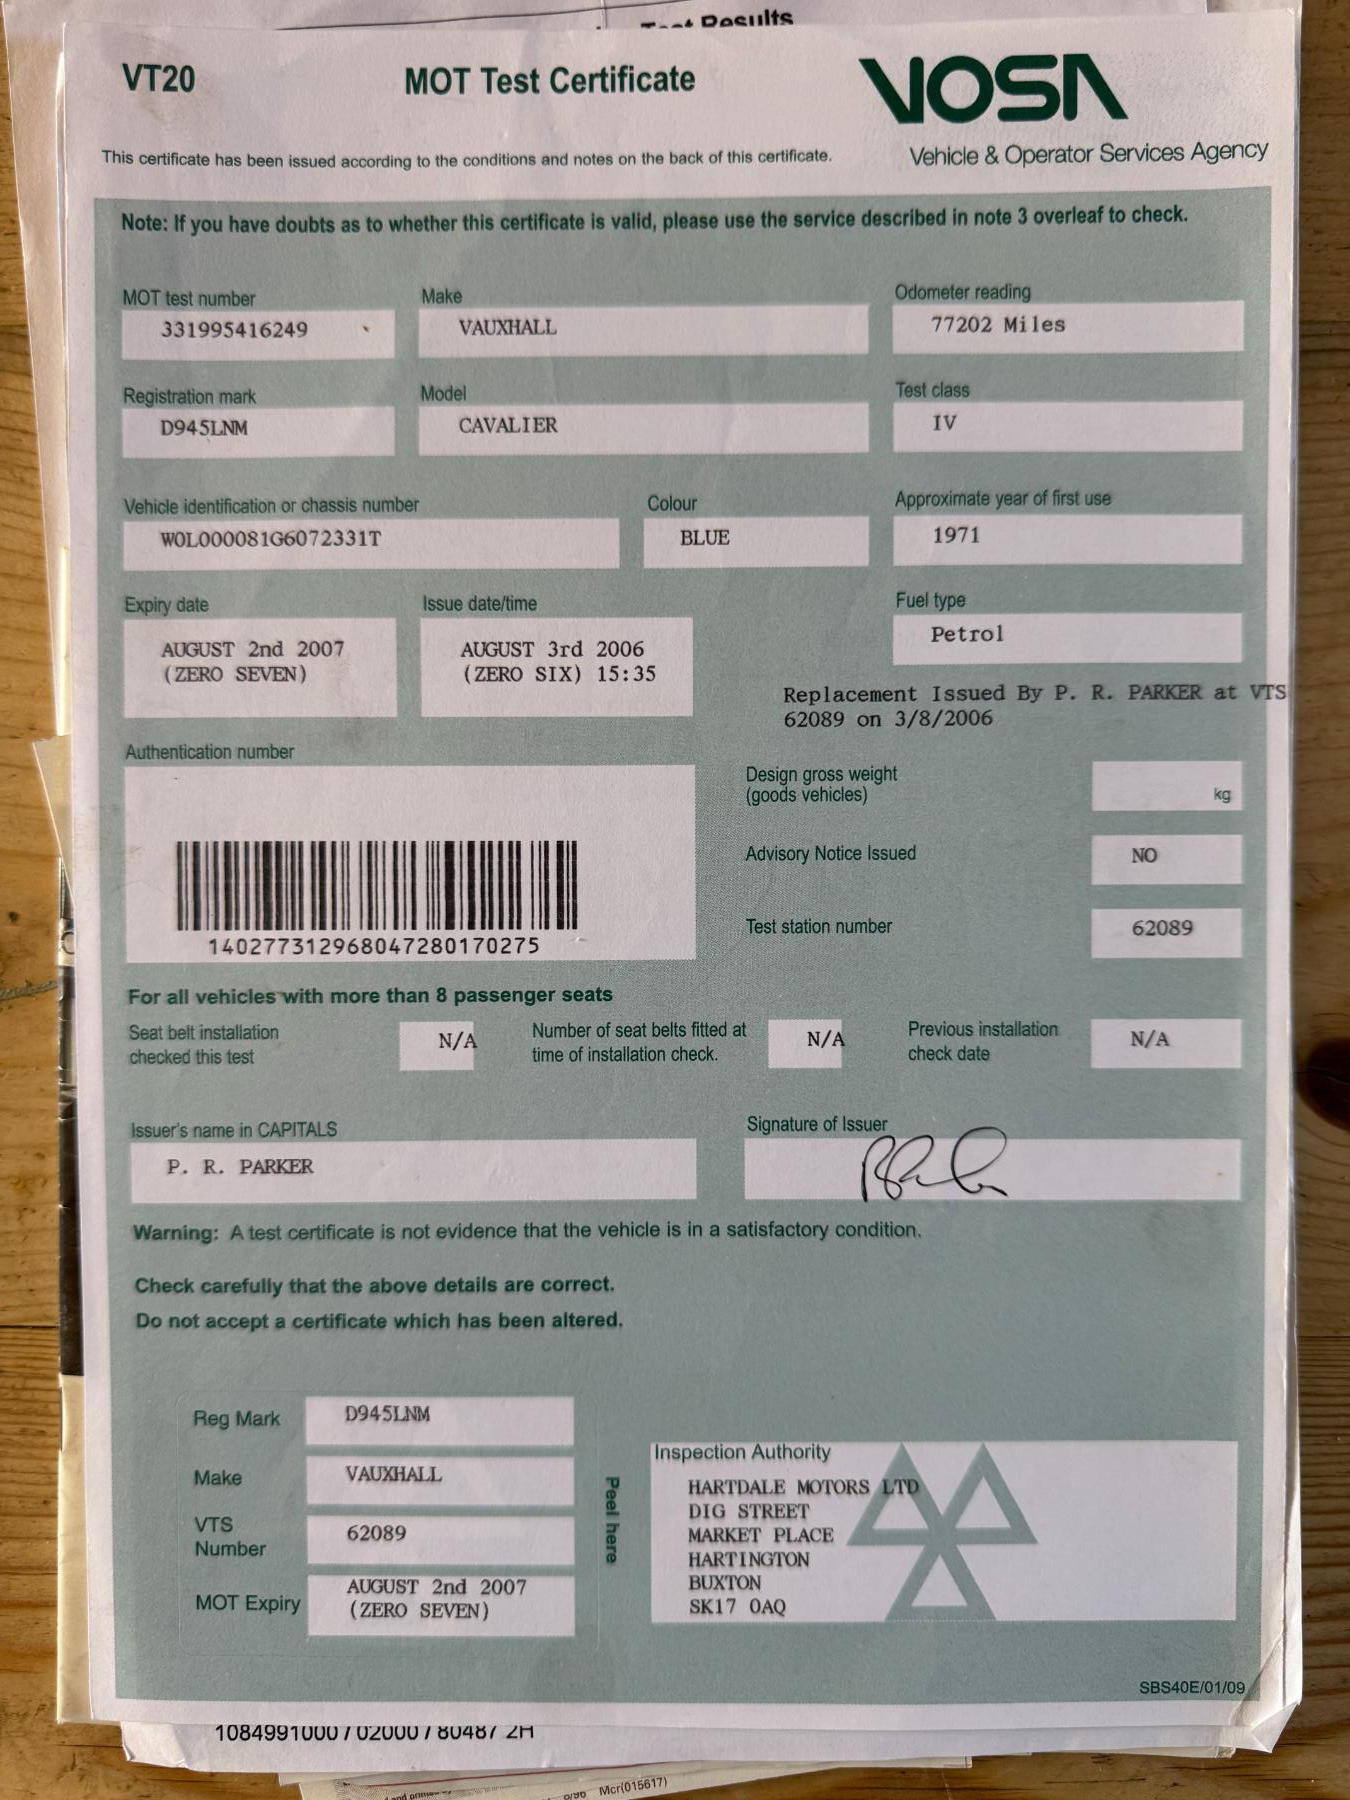 Test Results
VT20
MOT Test Certificate
VOSA
This certificate has been issued according to the conditions and notes on the back of this certificate.
Vehicle & Operator Services Agency
Note: If you have doubts as to whether this certificate is valid, please use the service described in note 3 overleaf to check.
MOT test number
331995416249
Make
VAUXHALL
Odometer reading
77202 Miles
Registration mark
D945LNM
Model
CAVALIER
Test class
IV
Vehicle identification or chassis number
WOL000081G6072331T
Colour
BLUE
Approximate year of first use
1971
Expiry date
AUGUST 2nd 2007
(ZERO SEVEN)
Issue date/time
AUGUST 3rd 2006
(ZERO SIX) 15:35
Fuel type
Petrol
Replacement Issued By P. R. PARKER at VTS
62089 on 3/8/2006
Authentication number
14027731296804728017​0275
Design gross weight
(goods vehicles)
kg
Advisory Notice Issued
NO
Test station number
62089
For all vehicles with more than 8 passenger seats
Seat belt installation
checked this test
N/A
Number of seat belts fitted at
time of installation check.
N/A
Previous installation
check date
N/A
Issuer's name in CAPITALS
P. R. PARKER
Signature of Issuer
Warning: A test certificate is not evidence that the vehicle is in a satisfactory condition.
Check carefully that the above details are correct.
Do not accept a certificate which has been altered.
Reg Mark
D945LNM
Make
VAUXHALL
VTS
Number
62089
MOT Expiry
AUGUST 2nd 2007
(ZERO SEVEN)
Peel here
Inspection Authority
HARTDALE MOTORS LTD
DIG STREET
MARKET PLACE
HARTINGTON
BUXTON
SK17 0AQ
SBS40E/01/09
1084991000 / 02000 / 80487 2H
Mcr(015617)